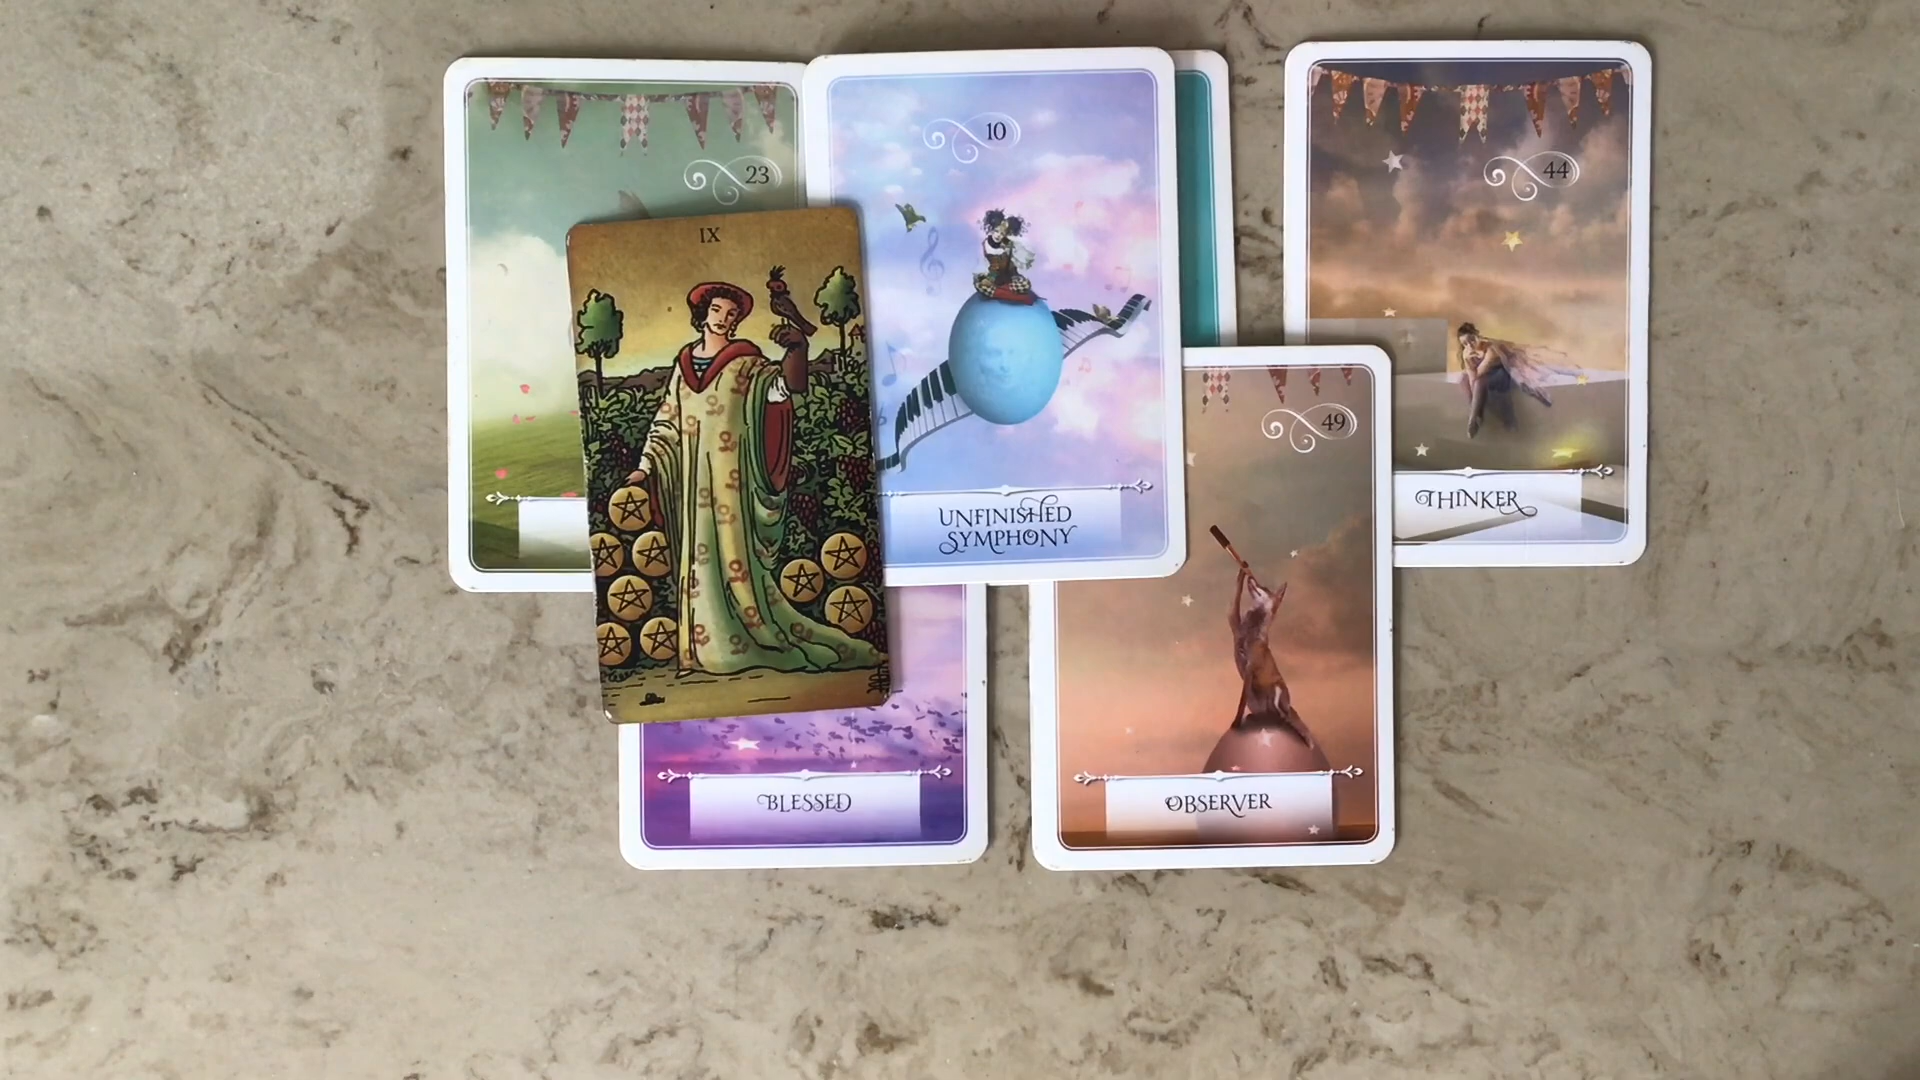 23
10
44
IX
49
THINKER
UNFINISHED
SYMPHONY
BLESSED
OBSERVER